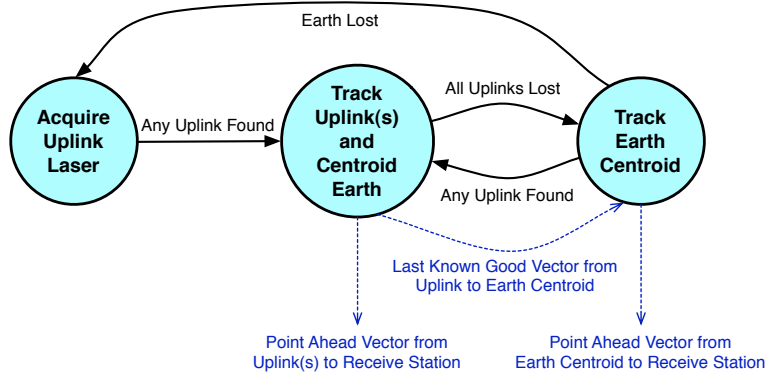 Earth Lost
Acquire
Uplink
Laser
Any Uplink Found
Track
Uplink(s)
and
Centroid
Earth
All Uplinks Lost
Any Uplink Found
Track
Earth
Centroid
Last Known Good Vector from
Uplink to Earth Centroid
Point Ahead Vector from
Uplink(s) to Receive Station
Point Ahead Vector from
Earth Centroid to Receive Station